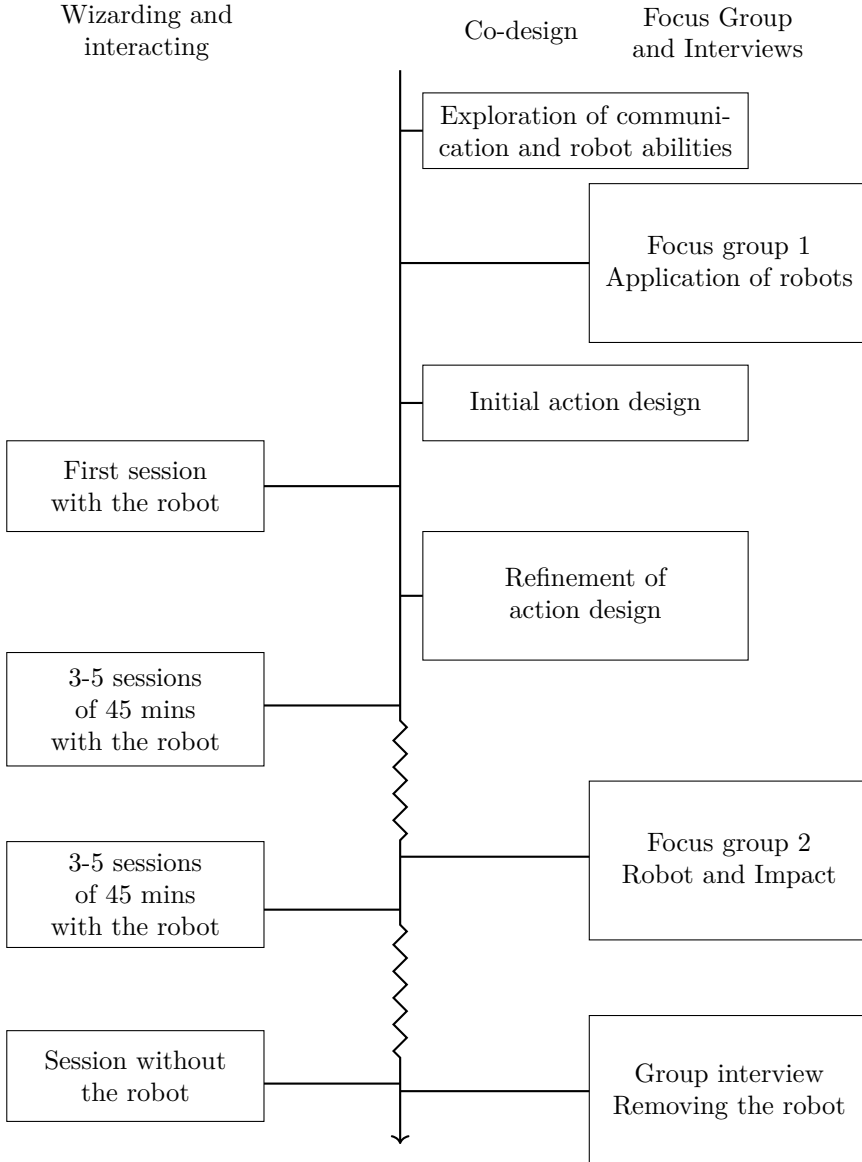 Wizarding and
interacting
Co-design
Focus Group
and Interviews
Exploration of communi-
cation and robot abilities
Focus group 1
Application of robots
Initial action design
First session
with the robot
Refinement of
action design
3-5 sessions
of 45 mins
with the robot
Focus group 2
Robot and Impact
3-5 sessions
of 45 mins
with the robot
Session without
the robot
Group interview
Removing the robot